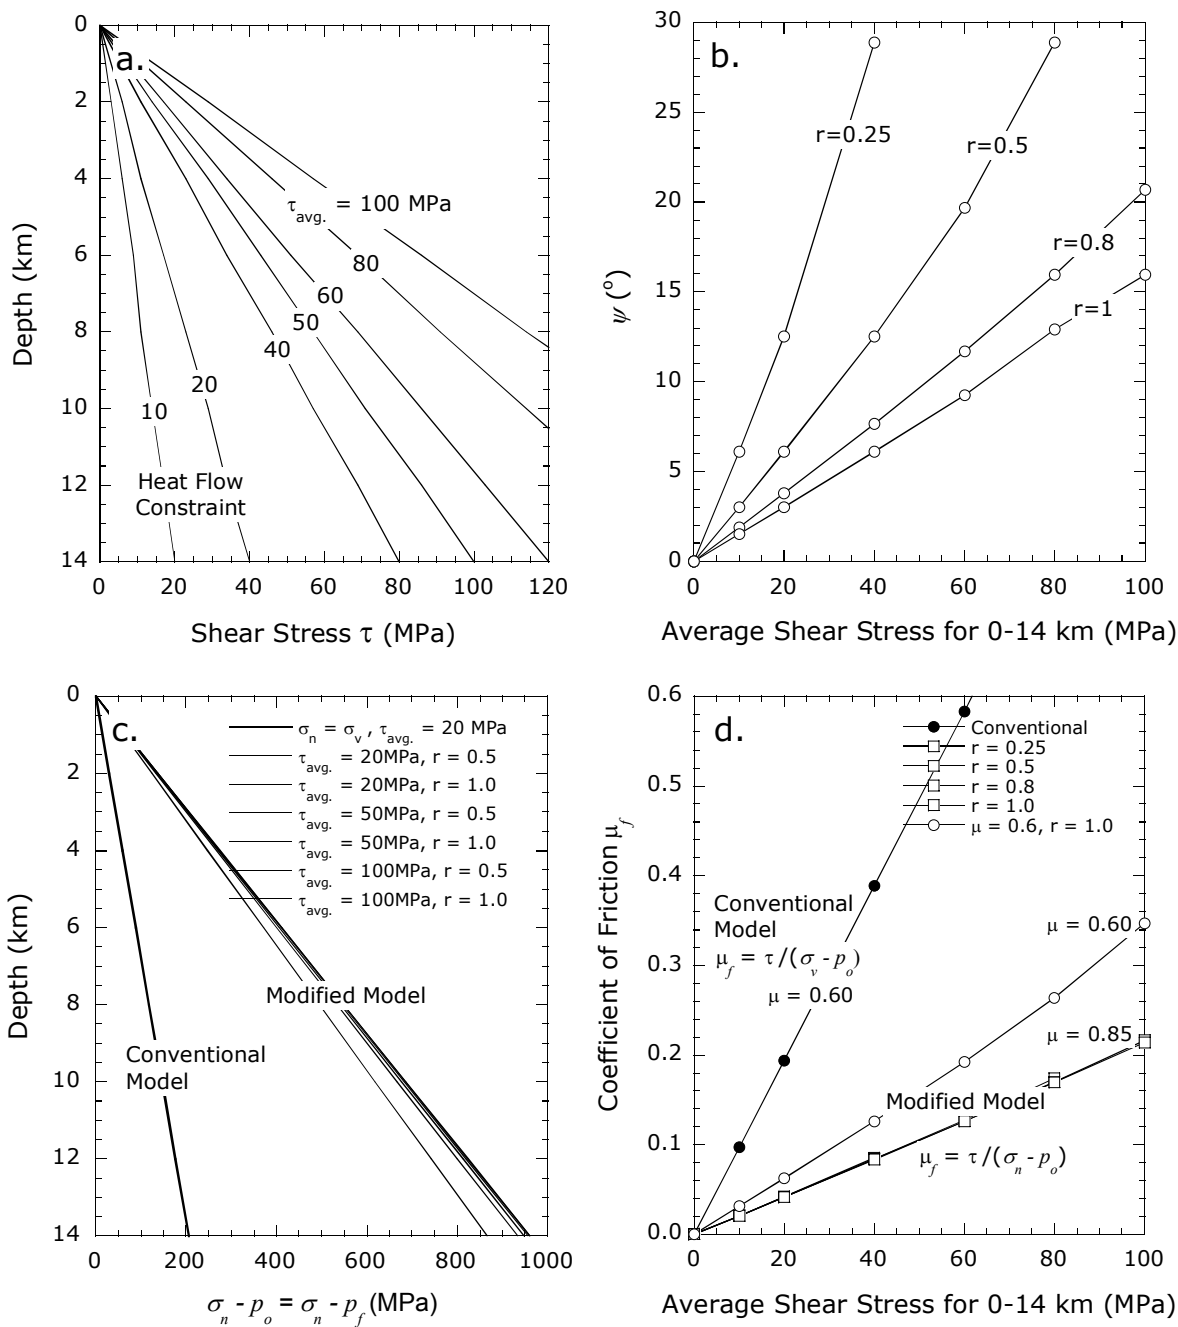 a.
0
2
4
6
8
10
12
14
Depth (km)
τavg. = 100 MPa
80
60
50
40
20
10
Heat Flow
Constraint
0 20 40 60 80 100 120
Shear Stress τ (MPa)
b.
30
25
20
15
10
5
0
ψ (°)
r=0.25
r=0.5
r=0.8
r=1
0 20 40 60 80 100
Average Shear Stress for 0-14 km (MPa)
c.
0
2
4
6
8
10
12
14
Depth (km)
σn = σv , τavg. = 20 MPa
τavg. = 20MPa, r = 0.5
τavg. = 20MPa, r = 1.0
τavg. = 50MPa, r = 0.5
τavg. = 50MPa, r = 1.0
τavg. = 100MPa, r = 0.5
τavg. = 100MPa, r = 1.0
Modified Model
Conventional
Model
0 200 400 600 800 1000
σn - po = σn - pf (MPa)
d.
0.6
0.5
0.4
0.3
0.2
0.1
0.0
Coefficient of Friction μf
Conventional
r = 0.25
r = 0.5
r = 0.8
r = 1.0
μ = 0.6, r = 1.0
Conventional
Model
μf = τ/(σv - po)
μ = 0.60
μ = 0.60
μ = 0.85
Modified Model
μf = τ/(σn - po)
0 20 40 60 80 100
Average Shear Stress for 0-14 km (MPa)